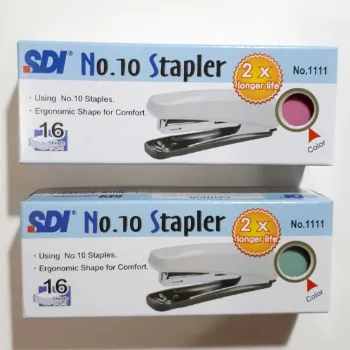 SDI® No.10 Stapler
2 x
longer life
No.1111
· Using No.10 Staples.
· Ergonomic Shape for Comfort.
16
Color
SDI® No.10 Stapler
2 x
longer life
No.1111
· Using No.10 Staples.
· Ergonomic Shape for Comfort.
16
Color